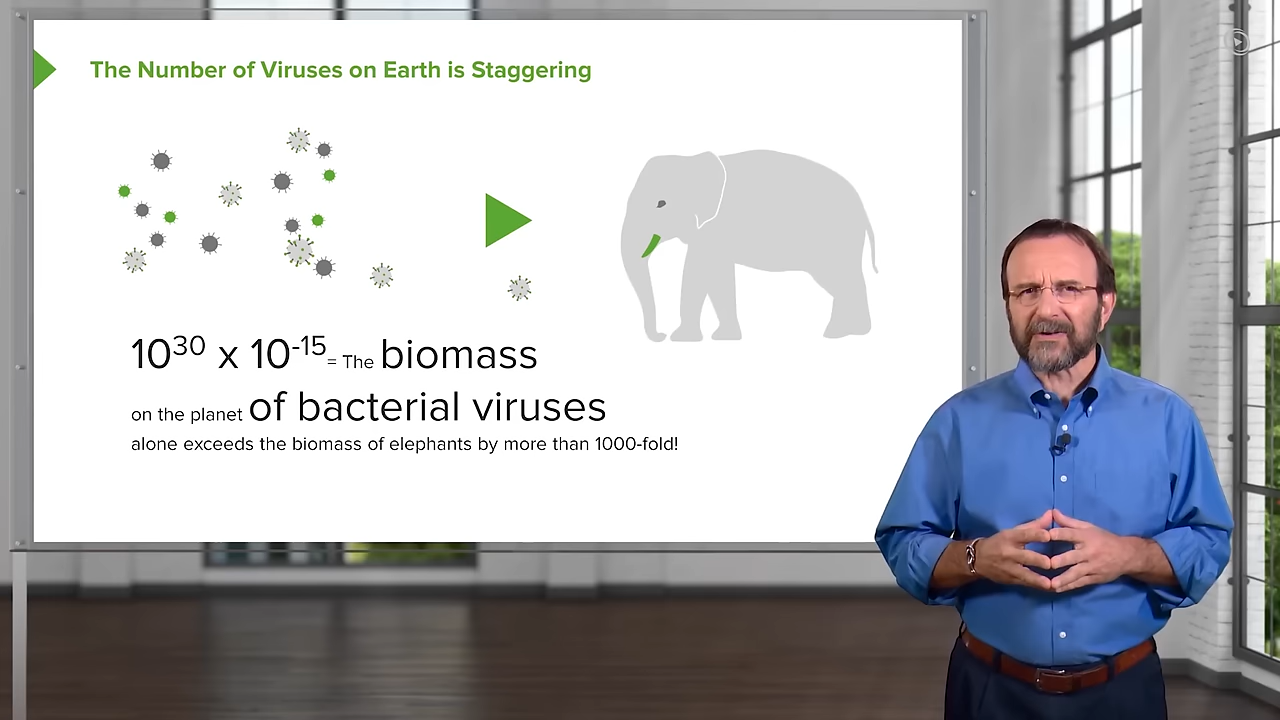 The Number of Viruses on Earth is Staggering
10³⁰ x 10⁻¹⁵ = The biomass
on the planet of bacterial viruses
alone exceeds the biomass of elephants by more than 1000-fold!